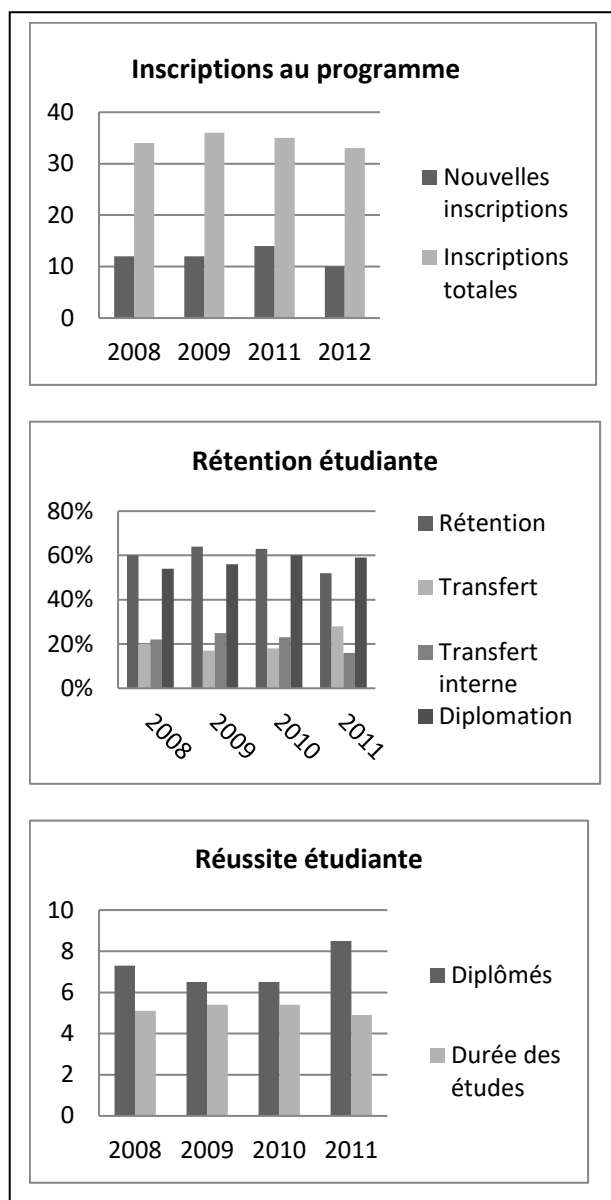 Inscriptions au programme
40
30
20
10
0
2008 2009 2011 2012
Nouvelles
inscriptions
Inscriptions
totales
Rétention étudiante
80%
60%
40%
20%
0%
2008 2009 2010 2011
Rétention
Transfert
Transfert
interne
Diplomation
Réussite étudiante
10
8
6
4
2
0
2008 2009 2010 2011
Diplômés
Durée des
études